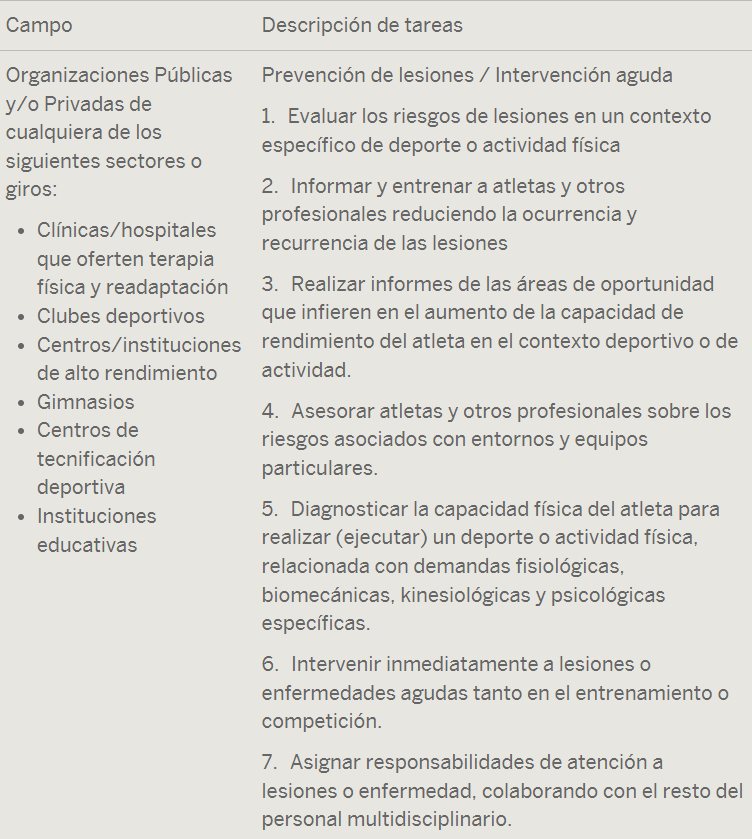 Campo
Descripción de tareas
Organizaciones Públicas
y/o Privadas de
cualquiera de los
siguientes sectores o
giros:
• Clínicas/hospitales
que oferten terapia
física y readaptación
• Clubes deportivos
• Centros/instituciones
de alto rendimiento
• Gimnasios
• Centros de
tecnificación
deportiva
• Instituciones
educativas
Prevención de lesiones / Intervención aguda
1. Evaluar los riesgos de lesiones en un contexto
específico de deporte o actividad física
2. Informar y entrenar a atletas y otros
profesionales reduciendo la ocurrencia y
recurrencia de las lesiones
3. Realizar informes de las áreas de oportunidad
que infieren en el aumento de la capacidad de
rendimiento del atleta en el contexto deportivo o de
actividad.
4. Asesorar atletas y otros profesionales sobre los
riesgos asociados con entornos y equipos
particulares.
5. Diagnosticar la capacidad física del atleta para
realizar (ejecutar) un deporte o actividad física,
relacionada con demandas fisiológicas,
biomecánicas, kinesiológicas y psicológicas
específicas.
6. Intervenir inmediatamente a lesiones o
enfermedades agudas tanto en el entrenamiento o
competición.
7. Asignar responsabilidades de atención a
lesiones o enfermedad, colaborando con el resto del
personal multidisciplinario.